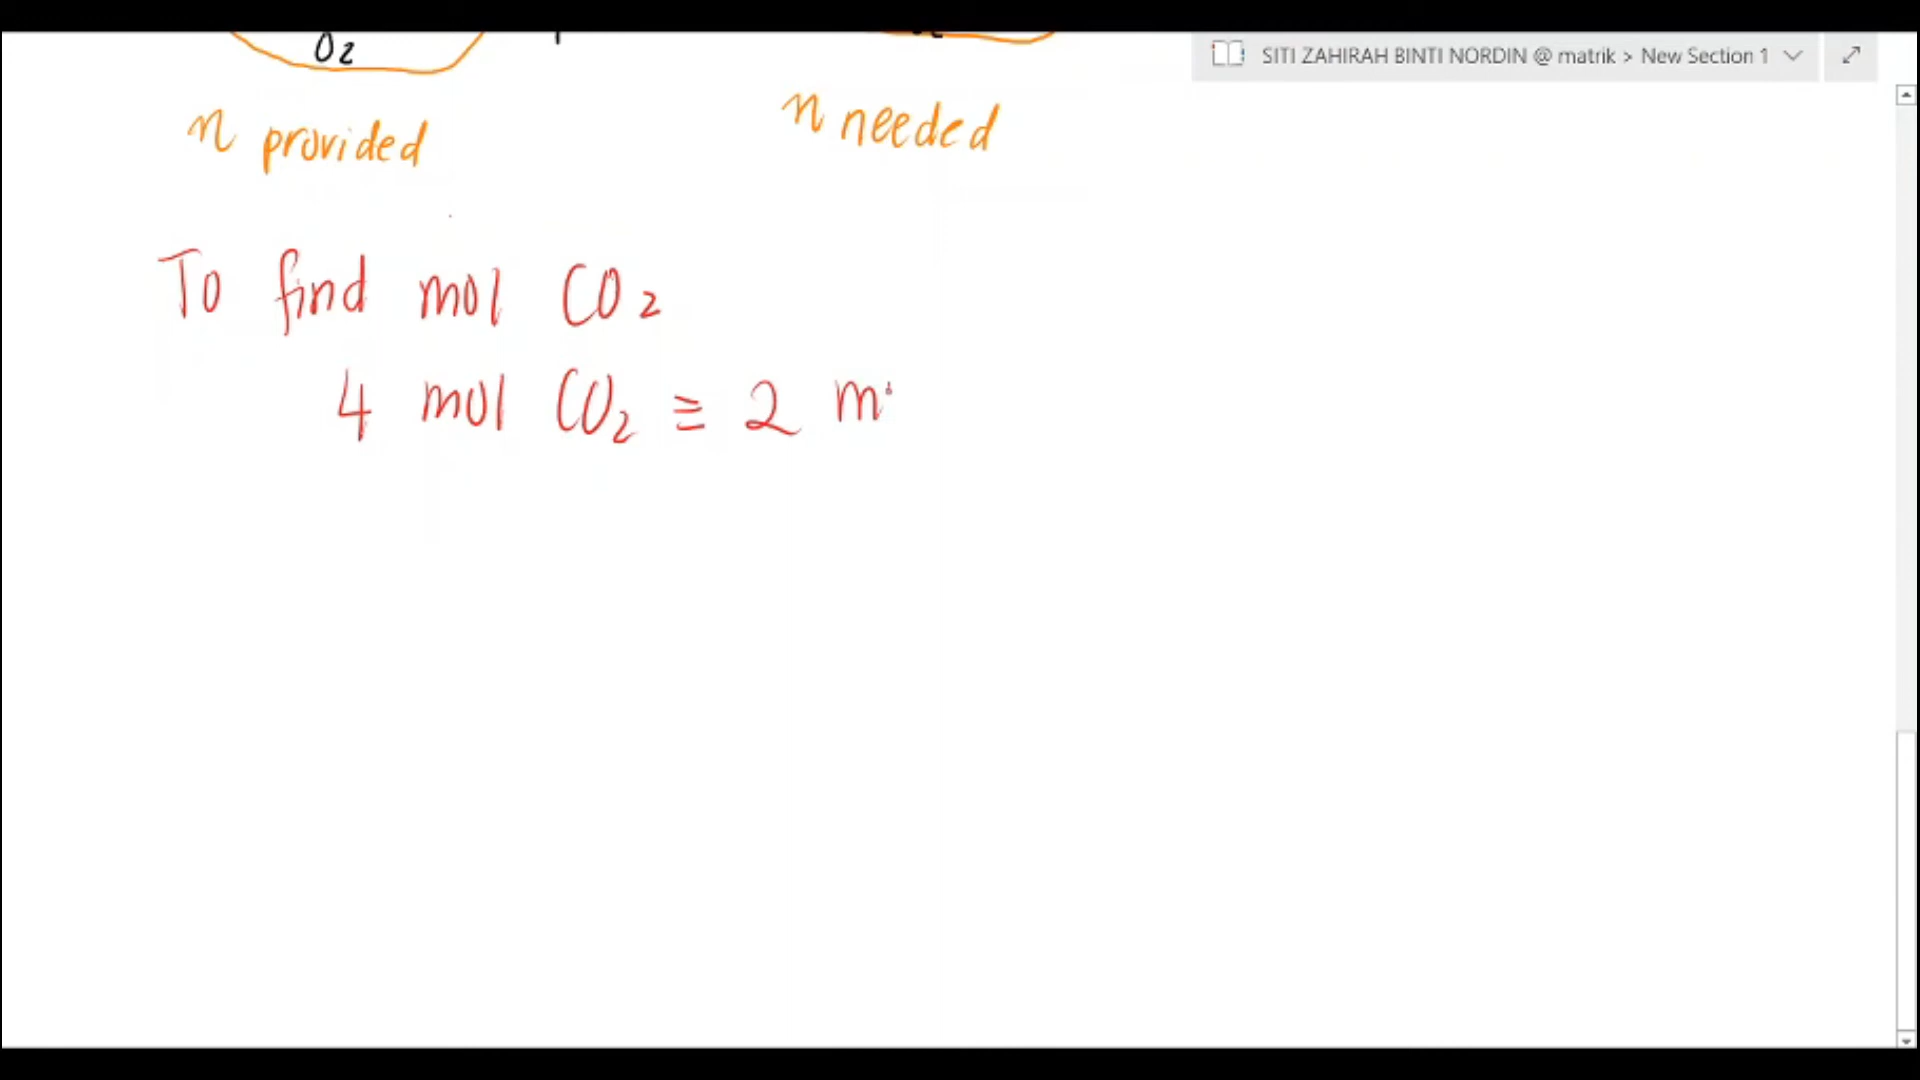 O2
SITI ZAHIRAH BINTI NORDIN @ matrik > New Section 1
n provided
n needed
To find mol CO2
4 mol CO2 ≡ 2 m